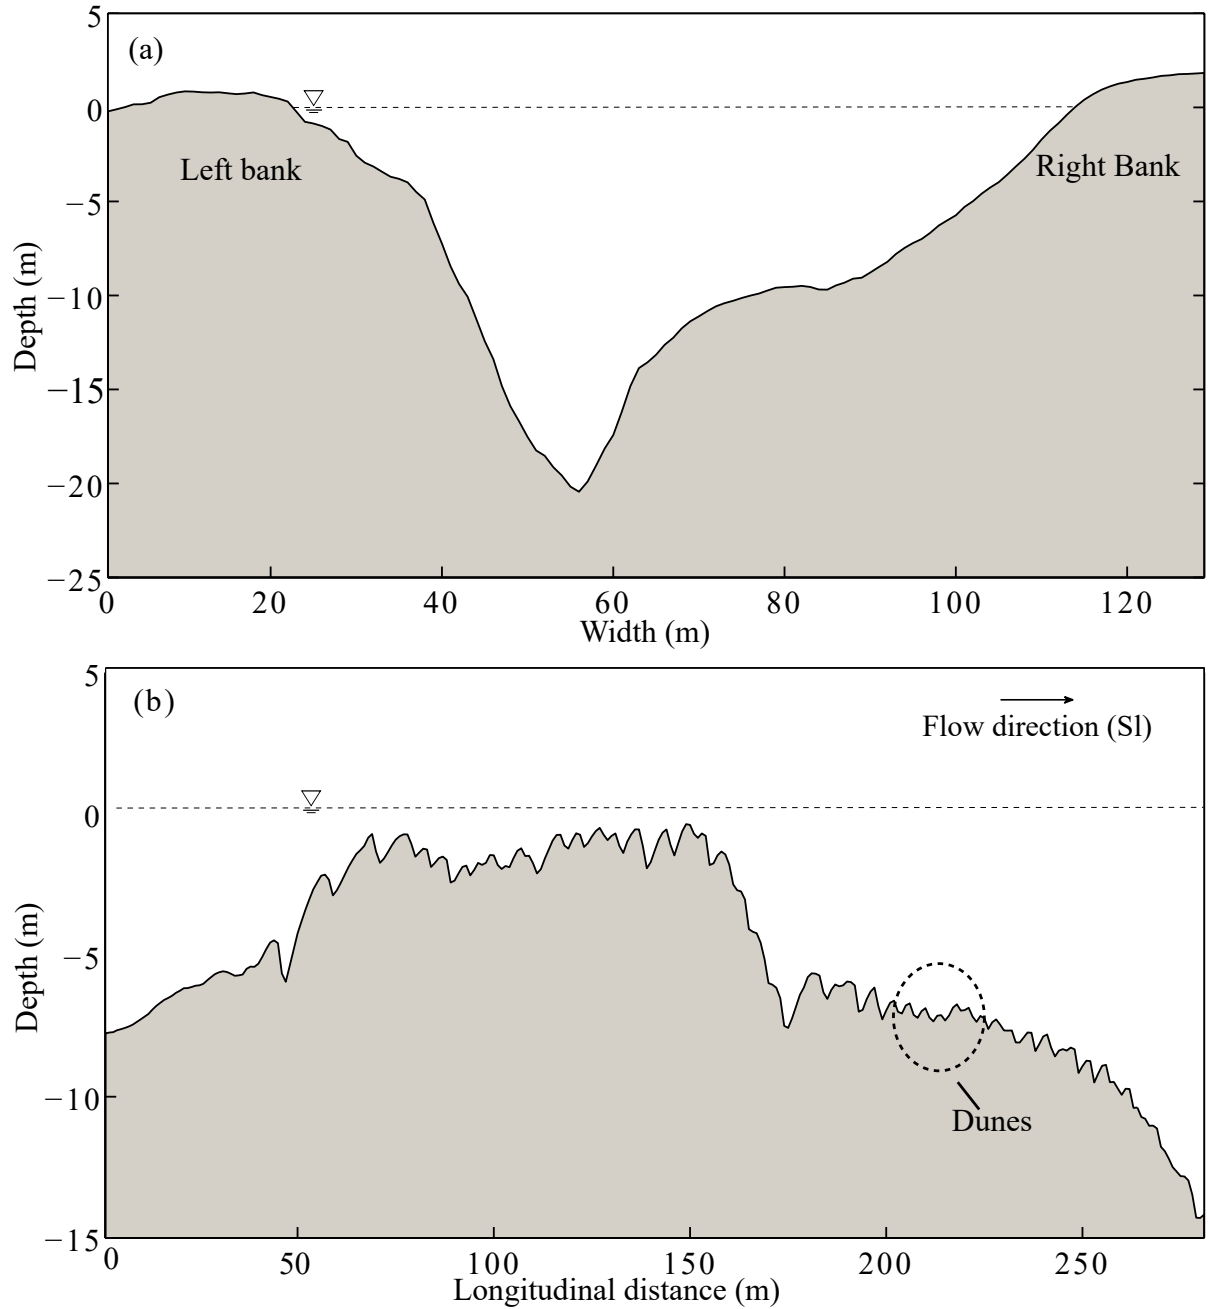 5
(a)
0
Left bank
Right Bank
−5
−10
−15
−20
−25
Depth (m)
0 20 40 60 80 100 120
Width (m)
5
(b)
Flow direction (Sl)
0
−5
−10
Dunes
−15
Depth (m)
0 50 100 150 200 250
Longitudinal distance (m)